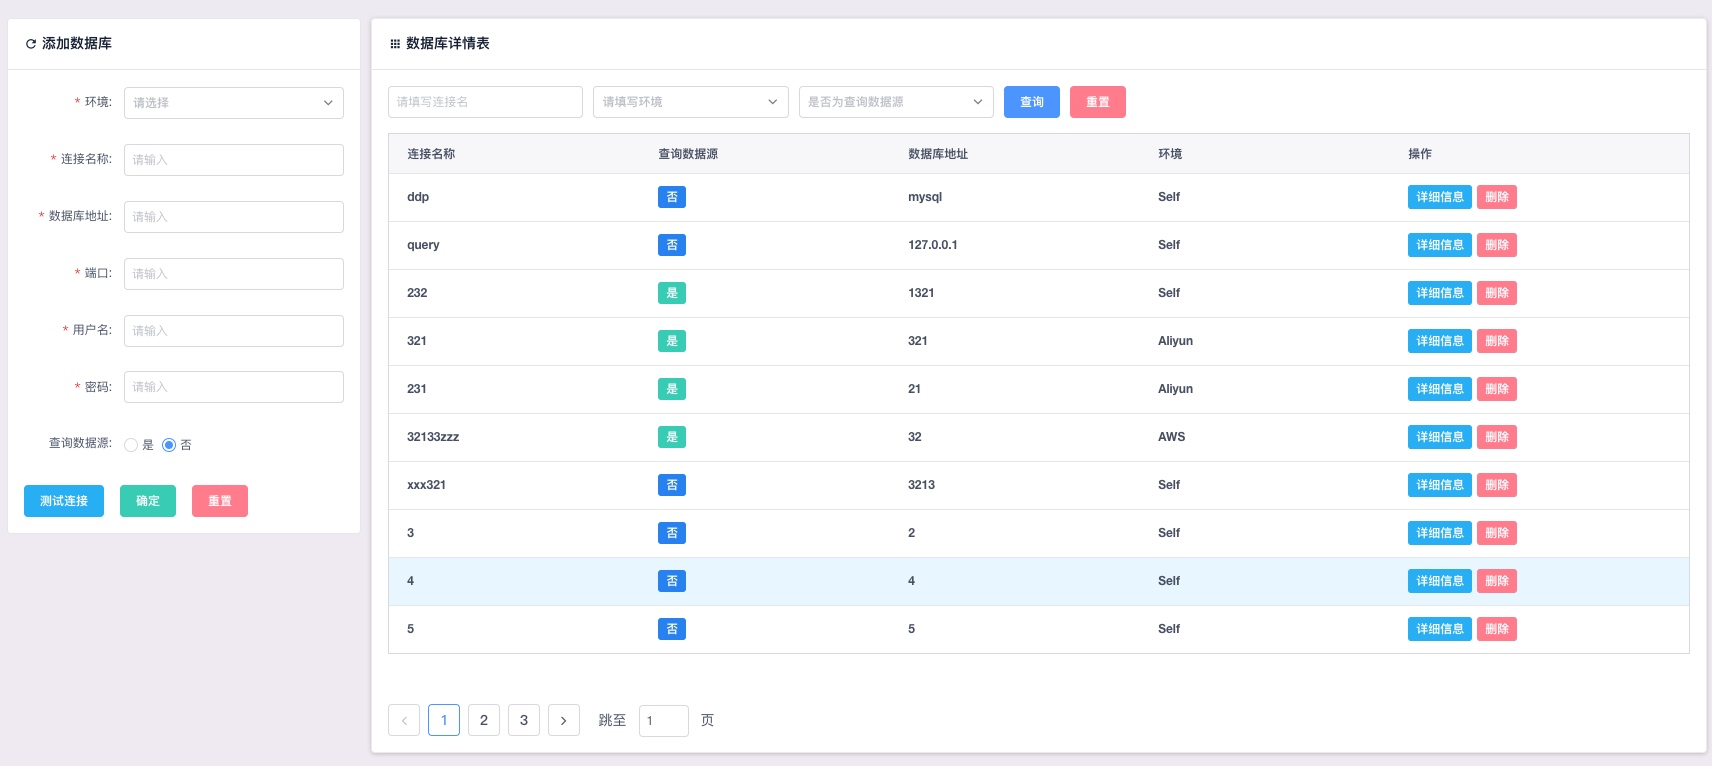 添加数据库
* 环境: 请选择
* 连接名称: 请输入
* 数据库地址: 请输入
* 端口: 请输入
* 用户名: 请输入
* 密码: 请输入
查询数据源: 是 否
测试连接 确定 重置
数据库详情表
请填写连接名 请填写环境 是否为查询数据源 查询 重置
连接名称 查询数据源 数据库地址 环境 操作
ddp 否 mysql Self 详细信息 删除
query 否 127.0.0.1 Self 详细信息 删除
232 是 1321 Self 详细信息 删除
321 是 321 Aliyun 详细信息 删除
231 是 21 Aliyun 详细信息 删除
32133zzz 是 32 AWS 详细信息 删除
xxx321 否 3213 Self 详细信息 删除
3 否 2 Self 详细信息 删除
4 否 4 Self 详细信息 删除
5 否 5 Self 详细信息 删除
< 1 2 3 > 跳至 1 页